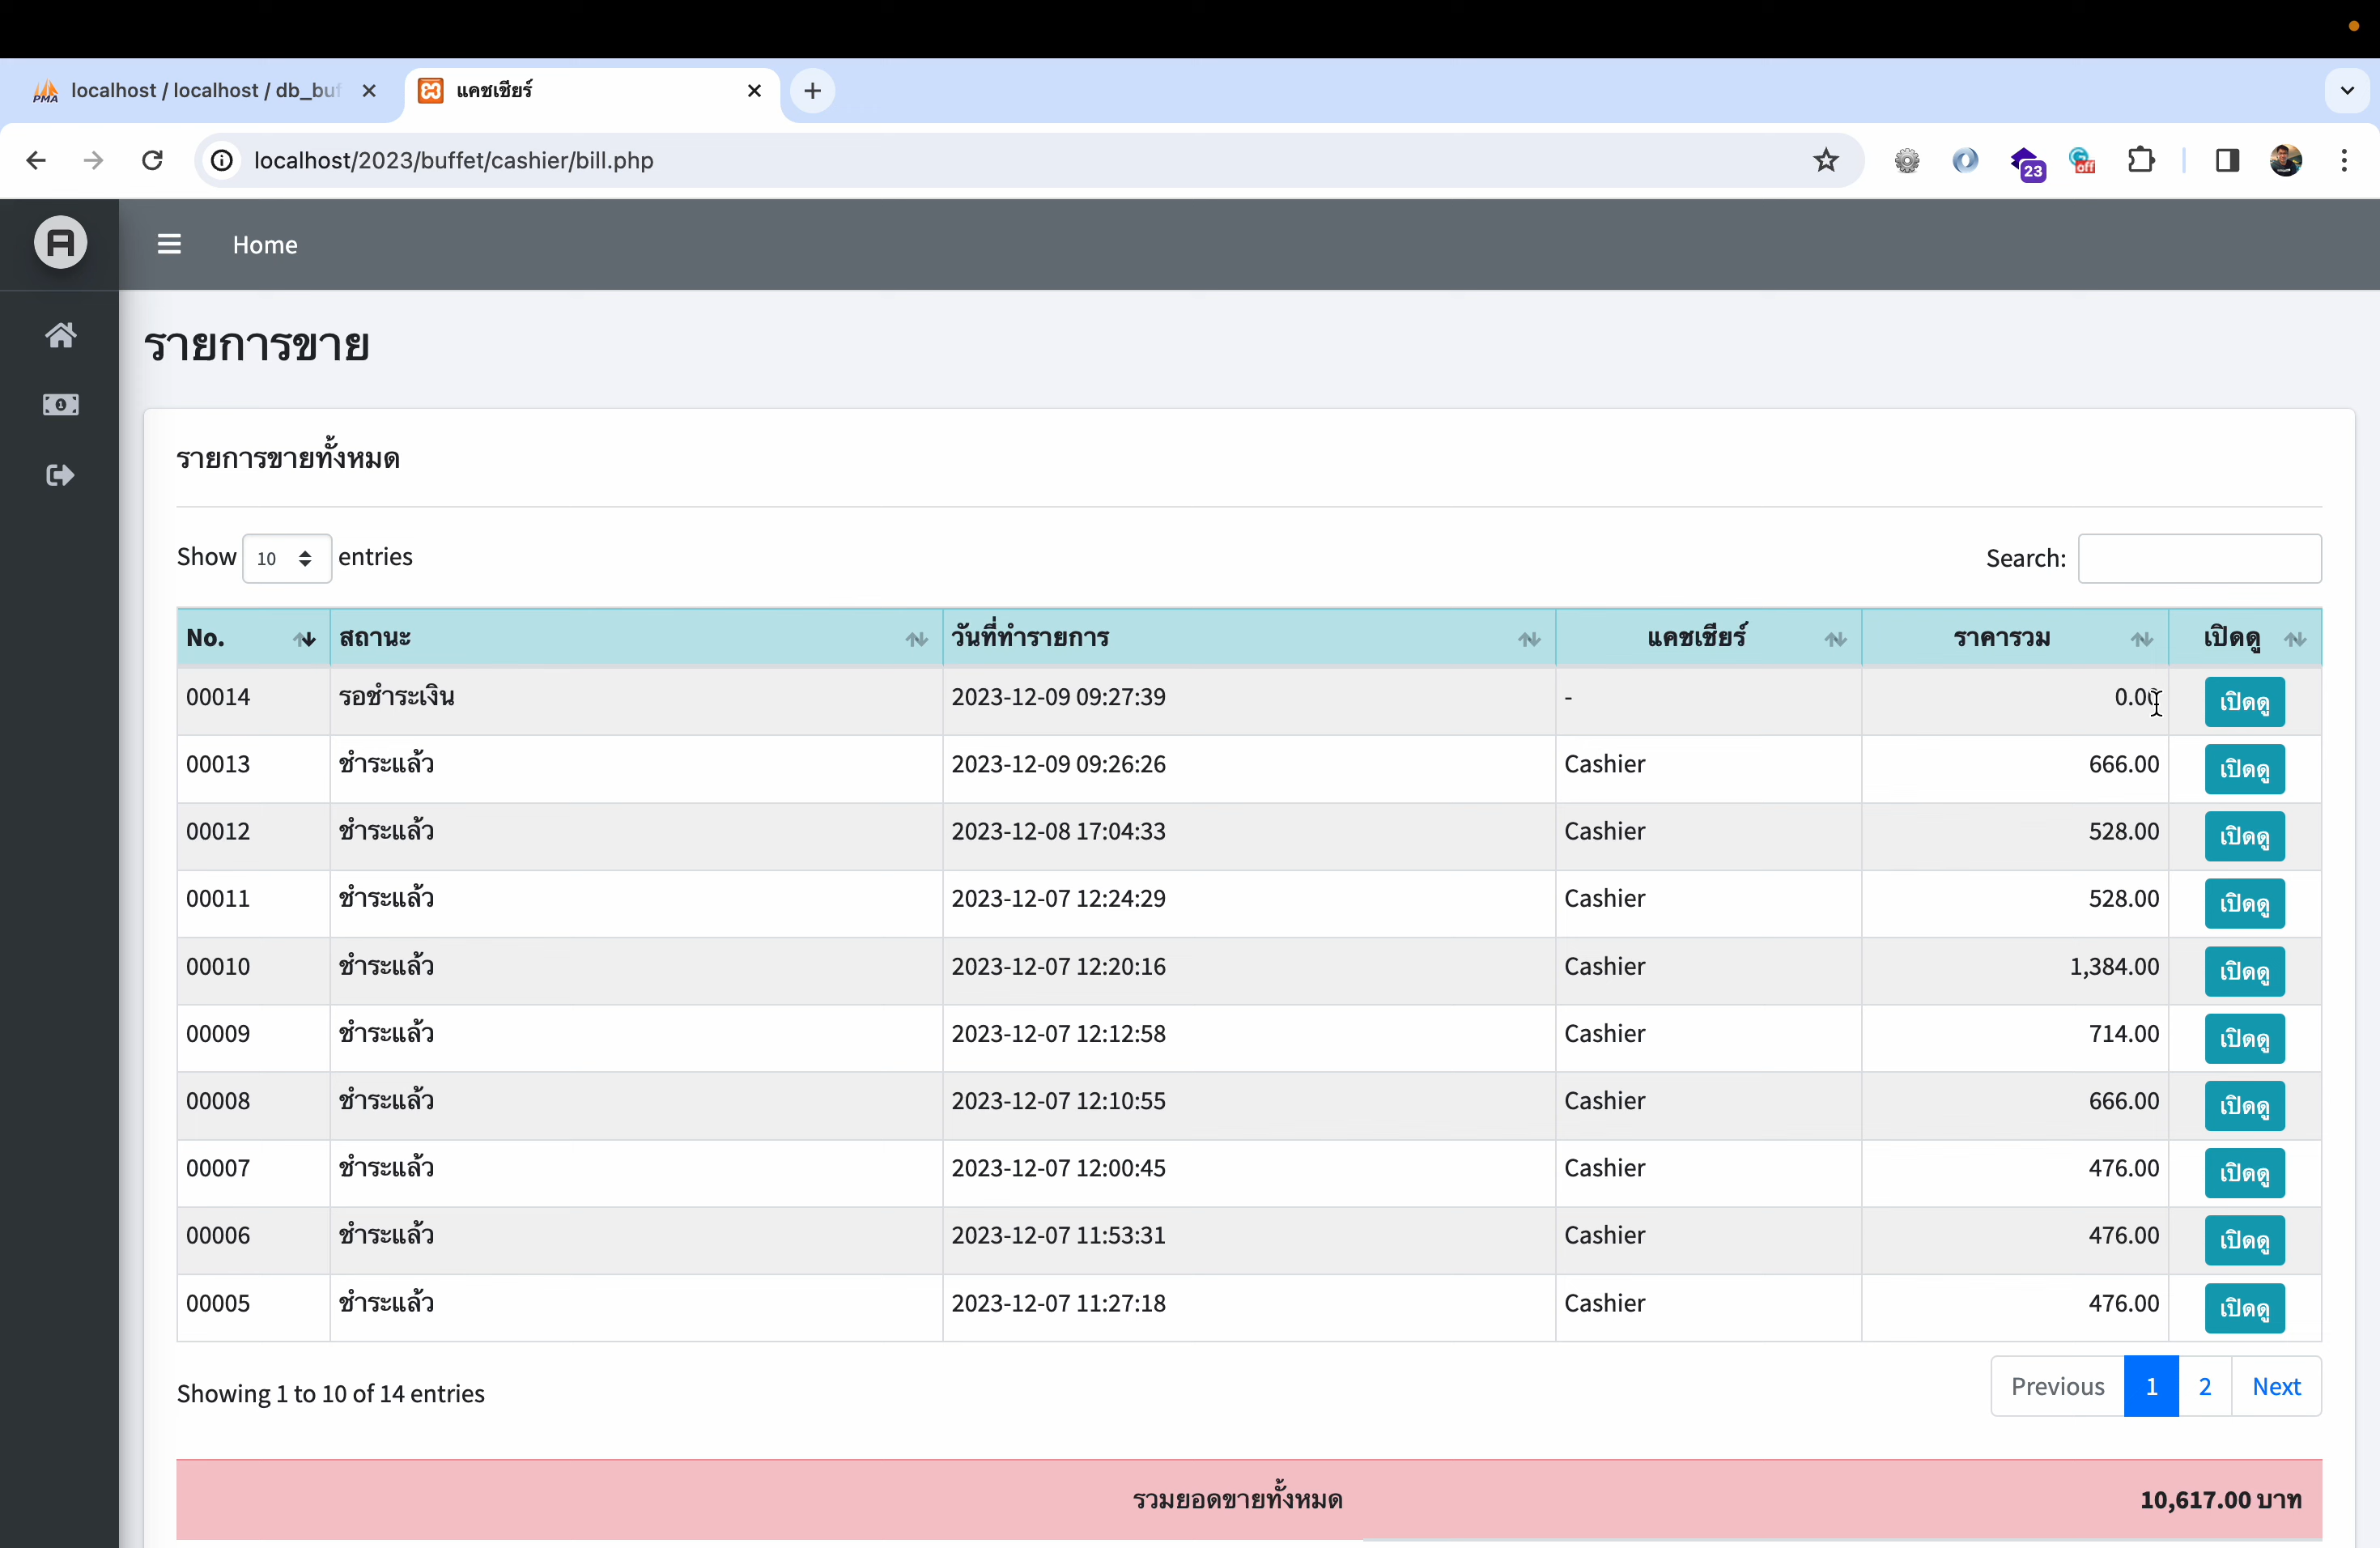 localhost / localhost / db_buf
แคชเชียร์
localhost/2023/buffet/cashier/bill.php
23
off
Home
รายการขาย
รายการขายทั้งหมด
Show 10 entries
Search:
No. สถานะ วันที่ทำรายการ แคชเชียร์ ราคารวม เปิดดู
00014 รอชำระเงิน 2023-12-09 09:27:39 - 0.00 เปิดดู
00013 ชำระแล้ว 2023-12-09 09:26:26 Cashier 666.00 เปิดดู
00012 ชำระแล้ว 2023-12-08 17:04:33 Cashier 528.00 เปิดดู
00011 ชำระแล้ว 2023-12-07 12:24:29 Cashier 528.00 เปิดดู
00010 ชำระแล้ว 2023-12-07 12:20:16 Cashier 1,384.00 เปิดดู
00009 ชำระแล้ว 2023-12-07 12:12:58 Cashier 714.00 เปิดดู
00008 ชำระแล้ว 2023-12-07 12:10:55 Cashier 666.00 เปิดดู
00007 ชำระแล้ว 2023-12-07 12:00:45 Cashier 476.00 เปิดดู
00006 ชำระแล้ว 2023-12-07 11:53:31 Cashier 476.00 เปิดดู
00005 ชำระแล้ว 2023-12-07 11:27:18 Cashier 476.00 เปิดดู
Showing 1 to 10 of 14 entries
Previous 1 2 Next
รวมยอดขายทั้งหมด 10,617.00 บาท